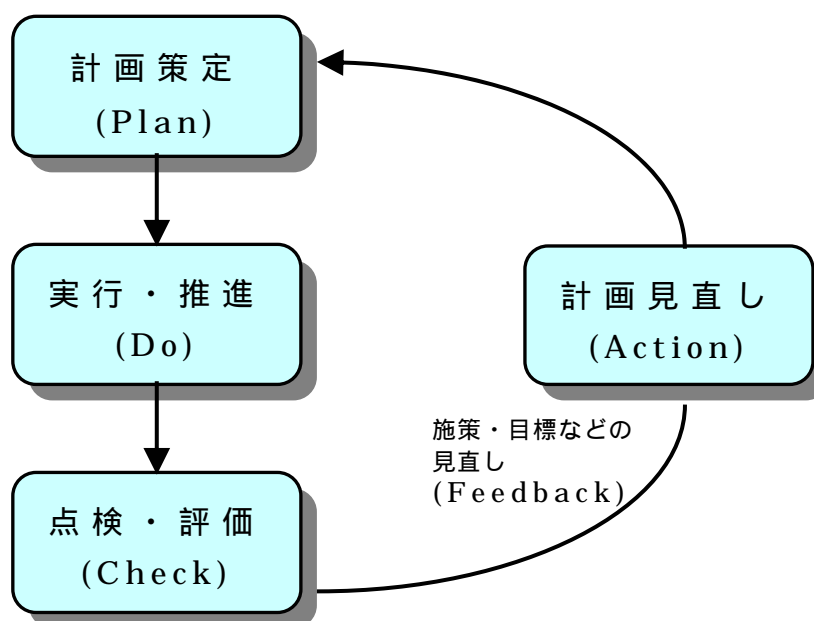 計画策定
(Plan)
実行・推進
(Do)
点検・評価
(Check)
計画見直し
(Action)
施策・目標などの
見直し
(Feedback)